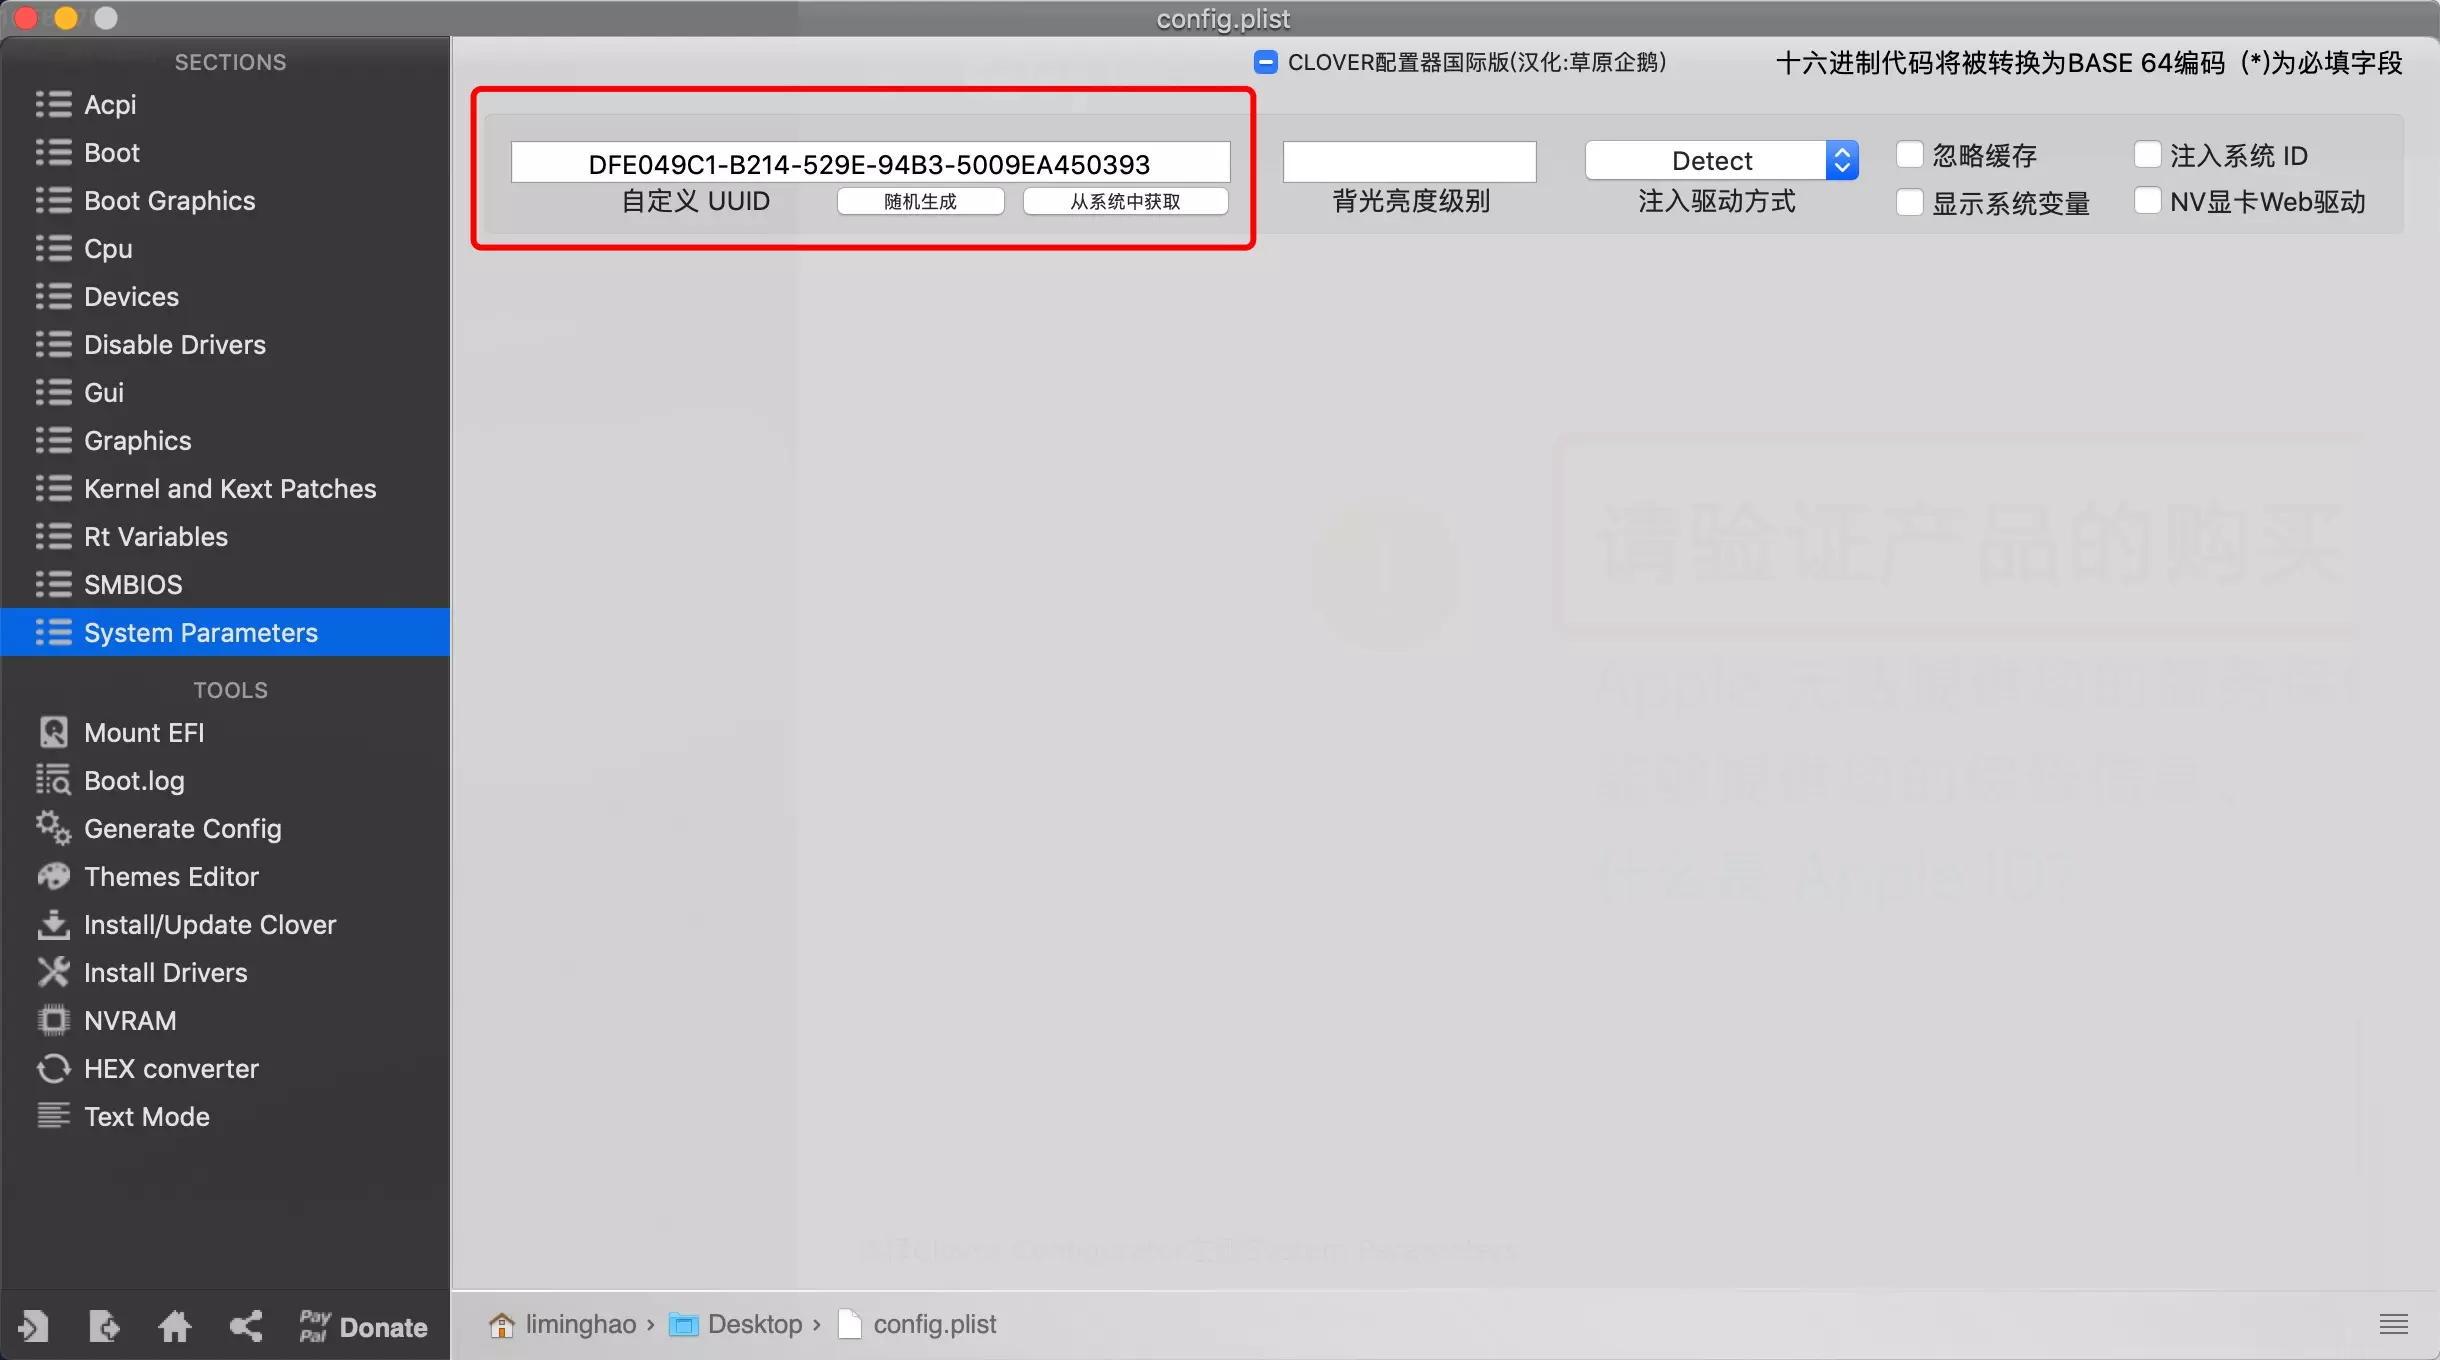 config.plist
SECTIONS
Acpi
Boot
Boot Graphics
Cpu
Devices
Disable Drivers
Gui
Graphics
Kernel and Kext Patches
Rt Variables
SMBIOS
System Parameters
TOOLS
Mount EFI
Boot.log
Generate Config
Themes Editor
Install/Update Clover
Install Drivers
NVRAM
HEX converter
Text Mode
Pay
Pal
Donate
CLOVER配置器国际版(汉化:草原企鹅)
十六进制代码将被转换为BASE 64编码 (*)为必填字段
DFE049C1-B214-529E-94B3-5009EA450393
自定义 UUID
随机生成
从系统中获取
背光亮度级别
Detect
注入驱动方式
忽略缓存
注入系统 ID
显示系统变量
NV显卡Web驱动
请验证产品的购买
什么是 Apple ID?
liminghao › Desktop › config.plist